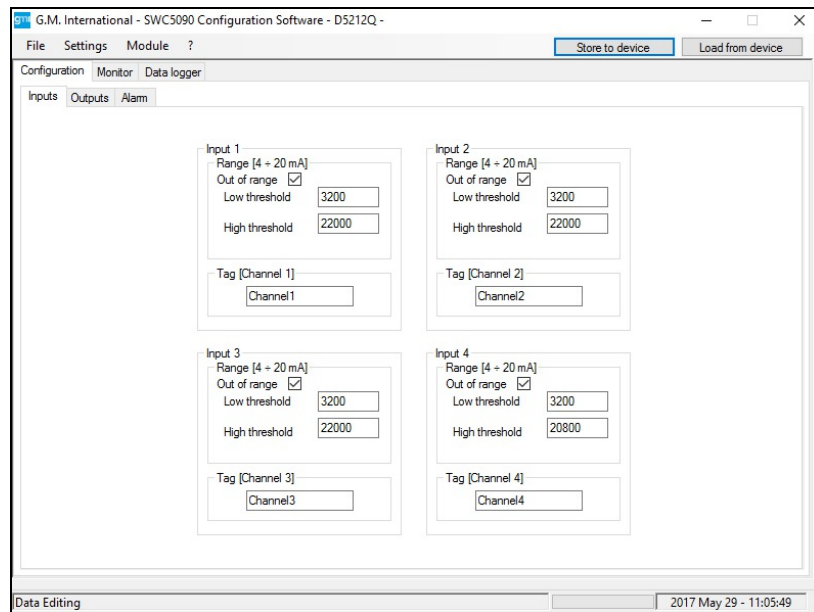 gmi G.M. International - SWC5090 Configuration Software - D5212Q -
File Settings Module ? Store to device Load from device
Configuration Monitor Data logger
Inputs Outputs Alarm
Input 1
Range [4 ÷ 20 mA]
Out of range
Low threshold 3200
High threshold 22000
Tag [Channel 1]
Channel1
Input 2
Range [4 ÷ 20 mA]
Out of range
Low threshold 3200
High threshold 22000
Tag [Channel 2]
Channel2
Input 3
Range [4 ÷ 20 mA]
Out of range
Low threshold 3200
High threshold 22000
Tag [Channel 3]
Channel3
Input 4
Range [4 ÷ 20 mA]
Out of range
Low threshold 3200
High threshold 20800
Tag [Channel 4]
Channel4
Data Editing 2017 May 29 - 11:05:49